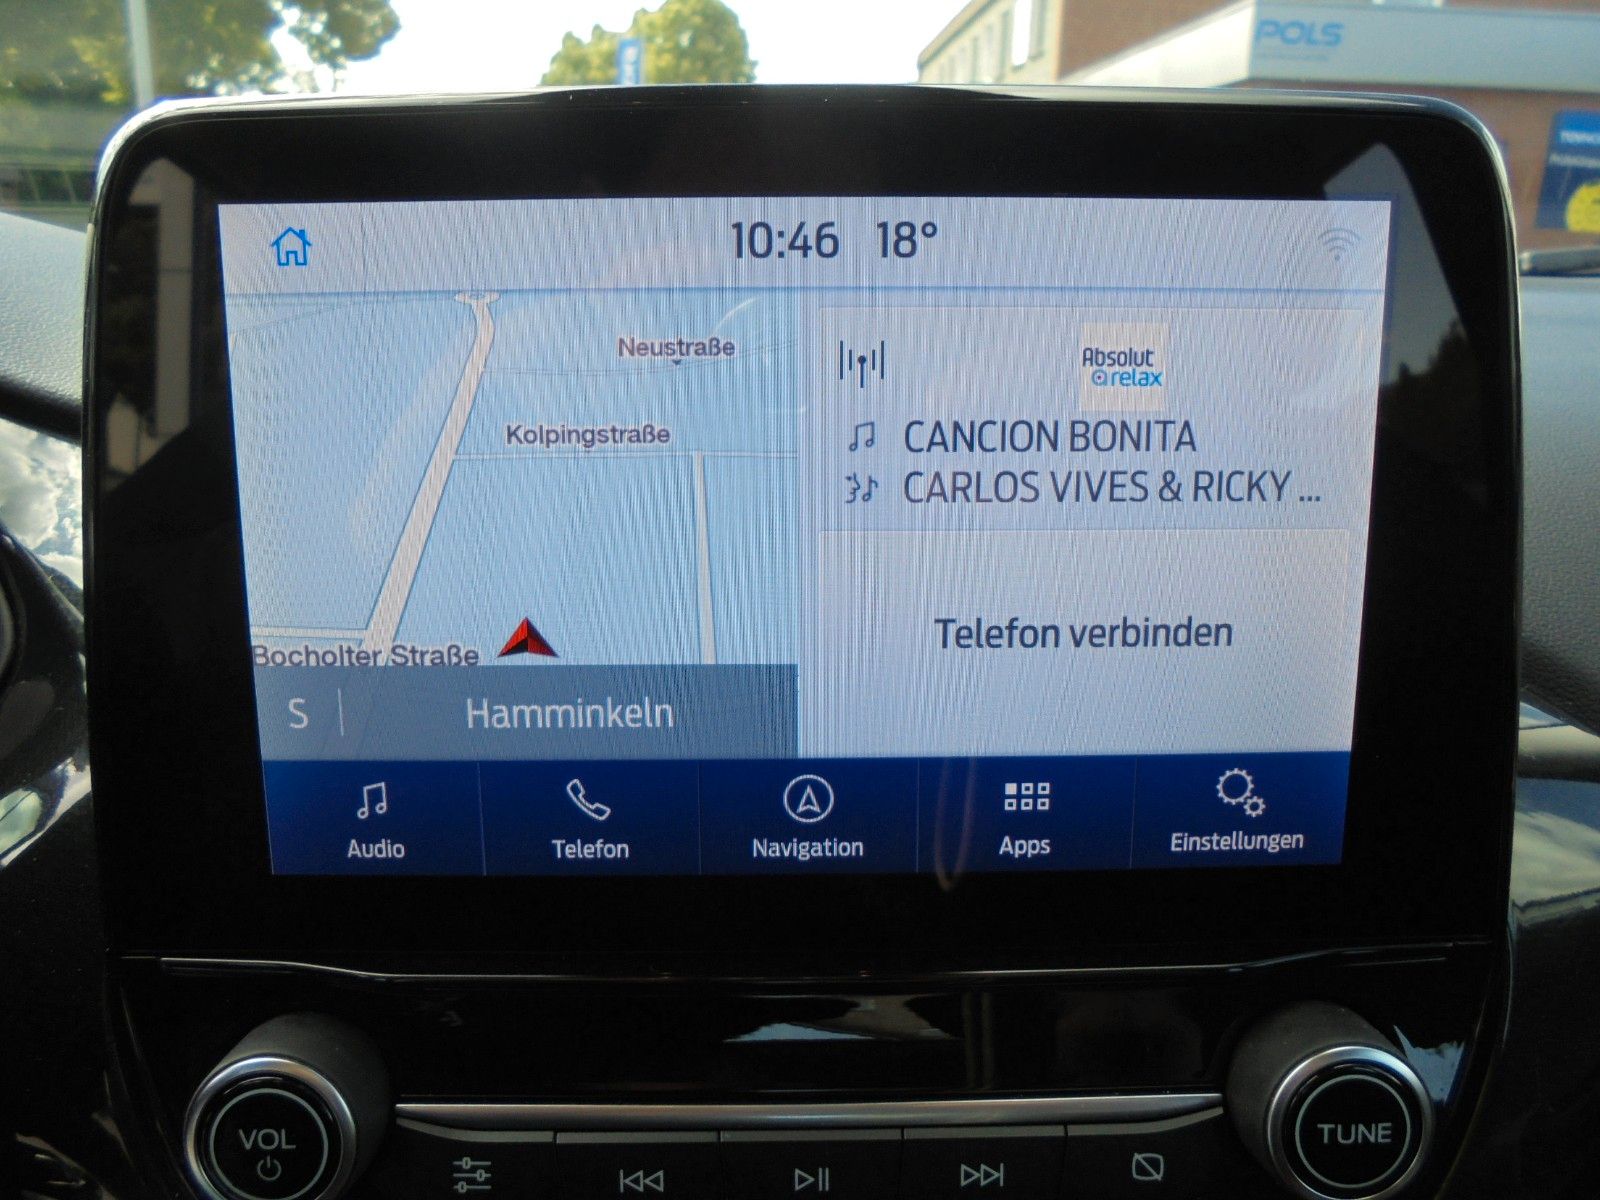 POLS
10:46 18°
Neustraße
Absolut
relax
Kolpingstraße
CANCION BONITA
CARLOS VIVES & RICKY ...
Telefon verbinden
Bocholter Straße
S
Hamminkeln
Audio
Telefon
Navigation
Apps
Einstellungen
VOL
TUNE